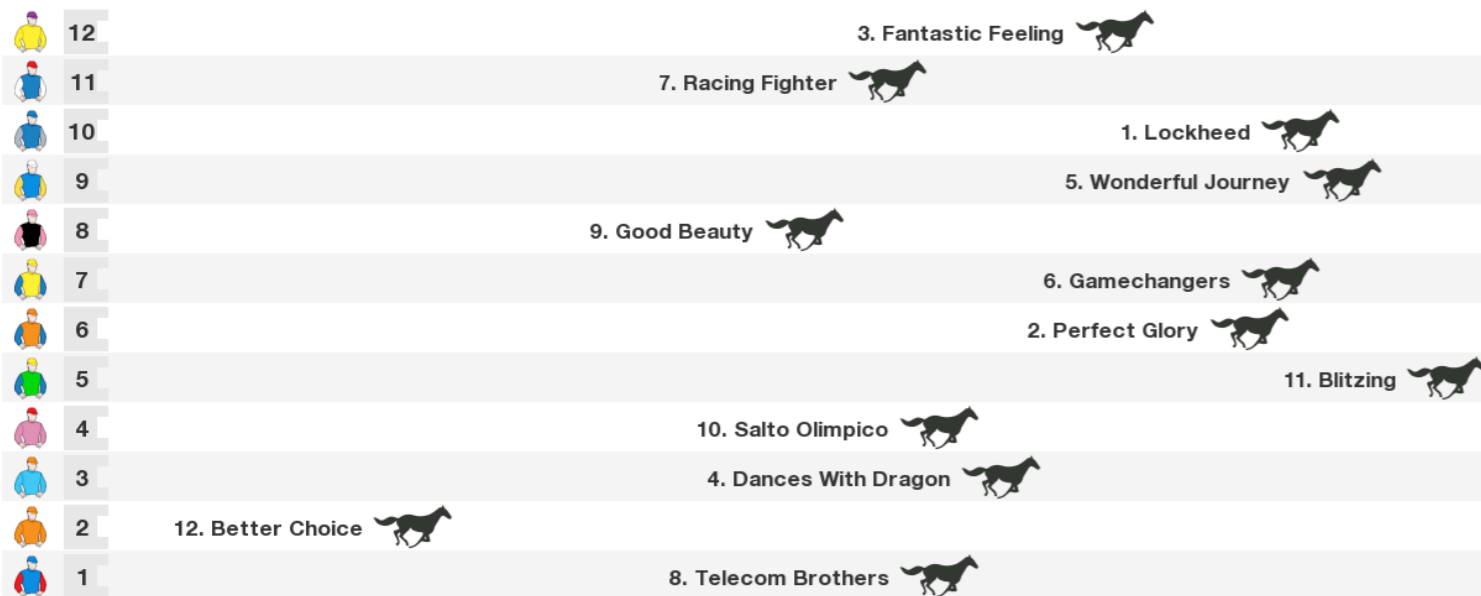 12 3. Fantastic Feeling
11 7. Racing Fighter
10 1. Lockheed
9 5. Wonderful Journey
8 9. Good Beauty
7 6. Gamechangers
6 2. Perfect Glory
5 11. Blitzing
4 10. Salto Olimpico
3 4. Dances With Dragon
2 12. Better Choice
1 8. Telecom Brothers